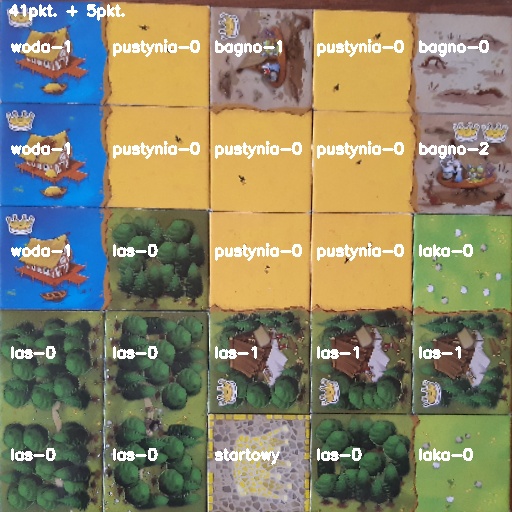 41pkt. + 5pkt.
woda-1 pustynia-0 bagno-1 pustynia-0 bagno-0
woda-1 pustynia-0 pustynia-0 pustynia-0 bagno-2
woda-1 las-0 pustynia-0 pustynia-0 laka-0
las-0 las-0 las-1 las-1 las-1
las-0 las-0 startowy las-0 laka-0